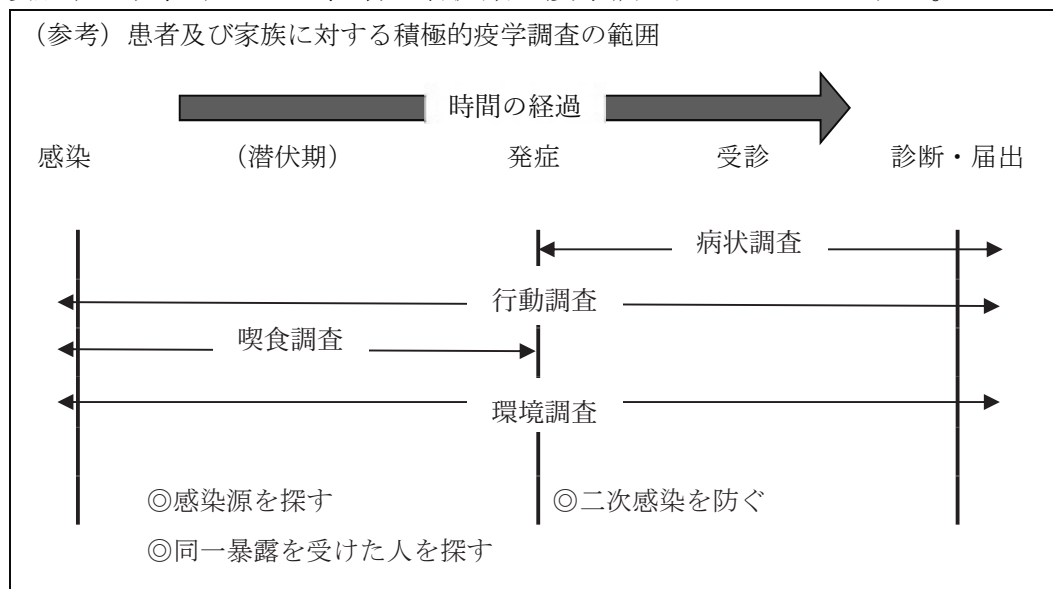 （参考）患者及び家族に対する積極的疫学調査の範囲
時間の経過
感染 （潜伏期） 発症 受診 診断・届出
病状調査
行動調査
喫食調査
環境調査
◎感染源を探す ◎二次感染を防ぐ
◎同一暴露を受けた人を探す